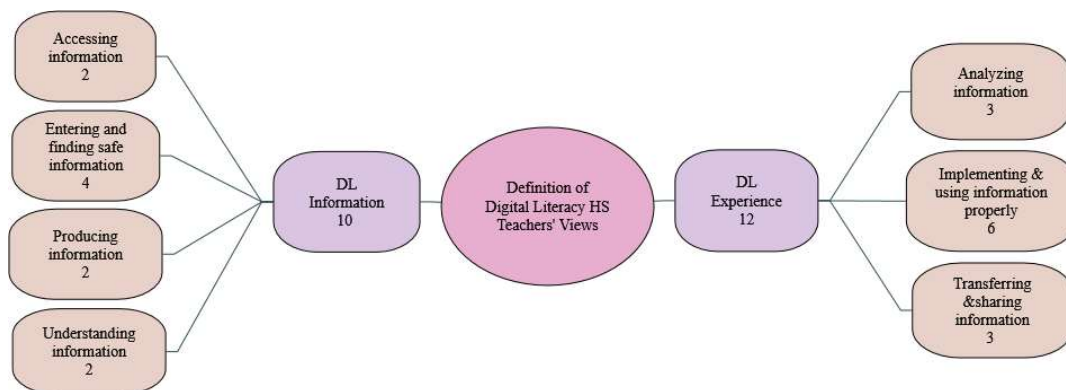 Accessing
information
2
Entering and
finding safe
information
4
Producing
information
2
Understanding
information
2
DL
Information
10
Definition of
Digital Literacy HS
Teachers' Views
DL
Experience
12
Analyzing
information
3
Implementing &
using information
properly
6
Transferring
&sharing
information
3